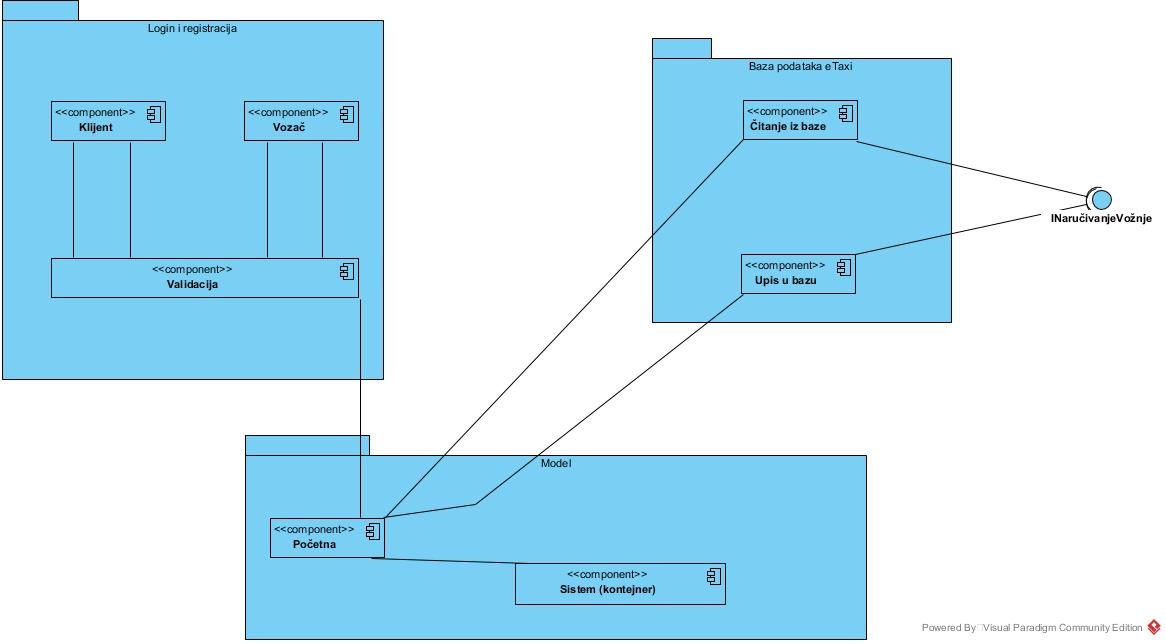 Login i registracija
<<component>>
Klijent
<<component>>
Vozač
<<component>>
Validacija
Baza podataka eTaxi
<<component>>
Čitanje iz baze
<<component>>
Upis u bazu
INaručivanjeVožnje
Model
<<component>>
Početna
<<component>>
Sistem (kontejner)
Powered By Visual Paradigm Community Edition